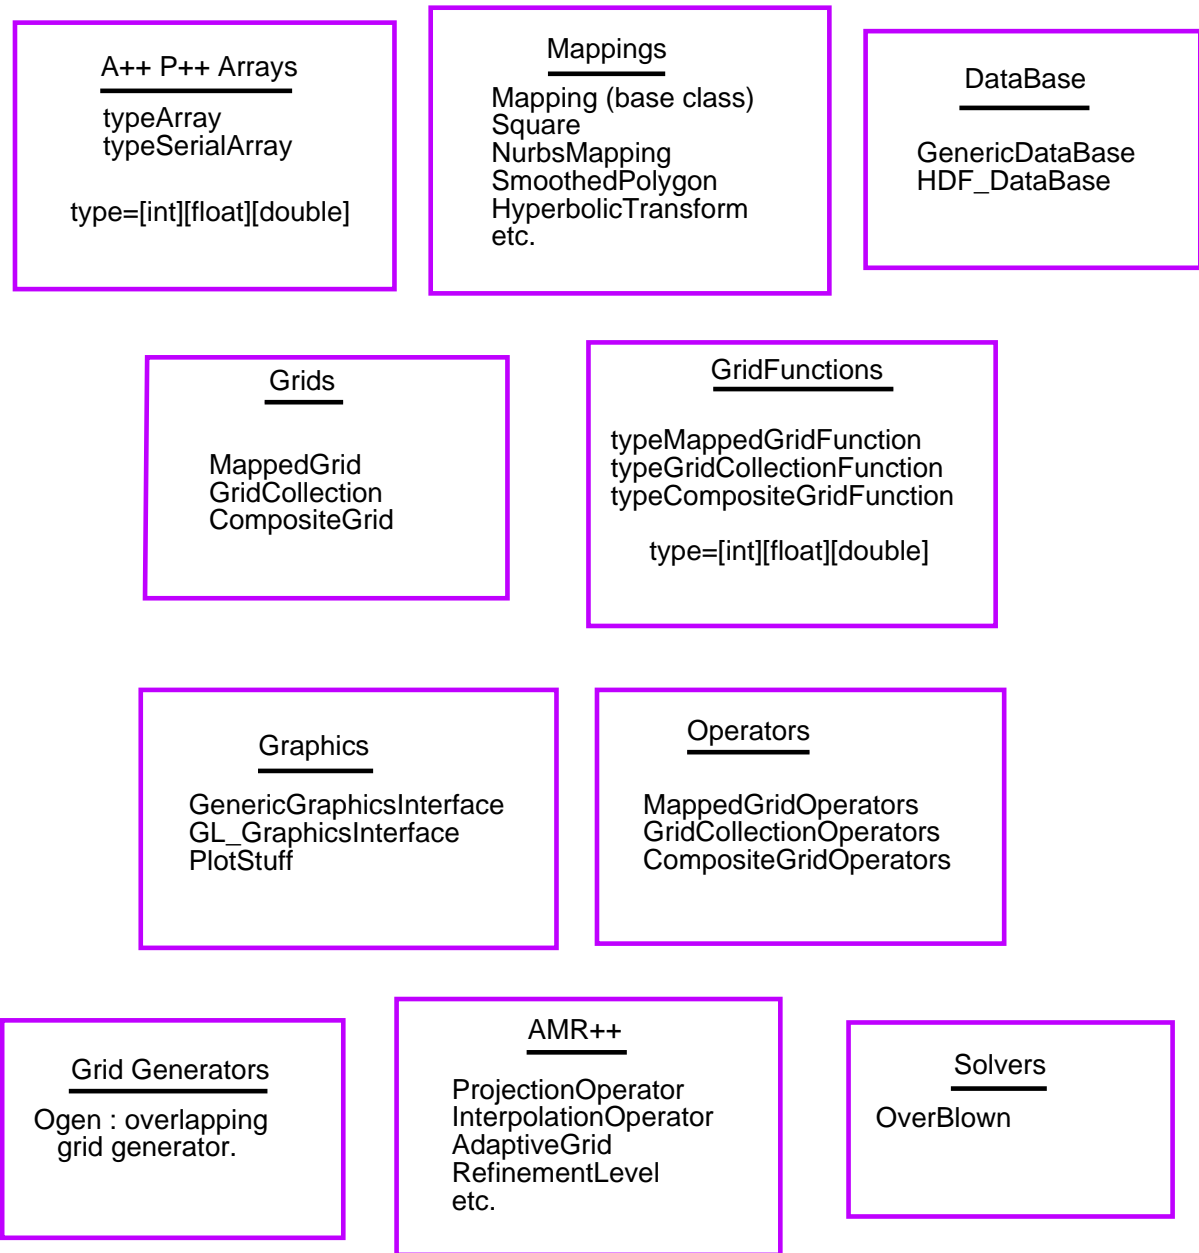 A++ P++ Arrays
typeArray
typeSerialArray
type=[int][float][double]
Mappings
Mapping (base class)
Square
NurbsMapping
SmoothedPolygon
HyperbolicTransform
etc.
DataBase
GenericDataBase
HDF_DataBase
Grids
MappedGrid
GridCollection
CompositeGrid
GridFunctions
typeMappedGridFunction
typeGridCollectionFunction
typeCompositeGridFunction
type=[int][float][double]
Graphics
GenericGraphicsInterface
GL_GraphicsInterface
PlotStuff
Operators
MappedGridOperators
GridCollectionOperators
CompositeGridOperators
Grid Generators
Ogen : overlapping
grid generator.
AMR++
ProjectionOperator
InterpolationOperator
AdaptiveGrid
RefinementLevel
etc.
Solvers
OverBlown